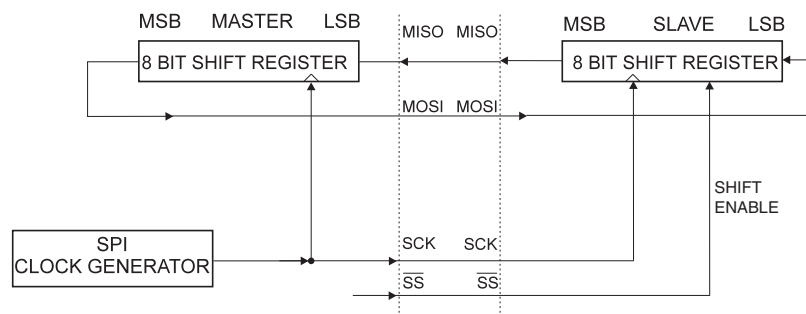 MSB MASTER LSB
MSB SLAVE LSB
8 BIT SHIFT REGISTER
MISO MISO
8 BIT SHIFT REGISTER
MOSI MOSI
SHIFT
ENABLE
SPI
CLOCK GENERATOR
SCK SCK
SS SS